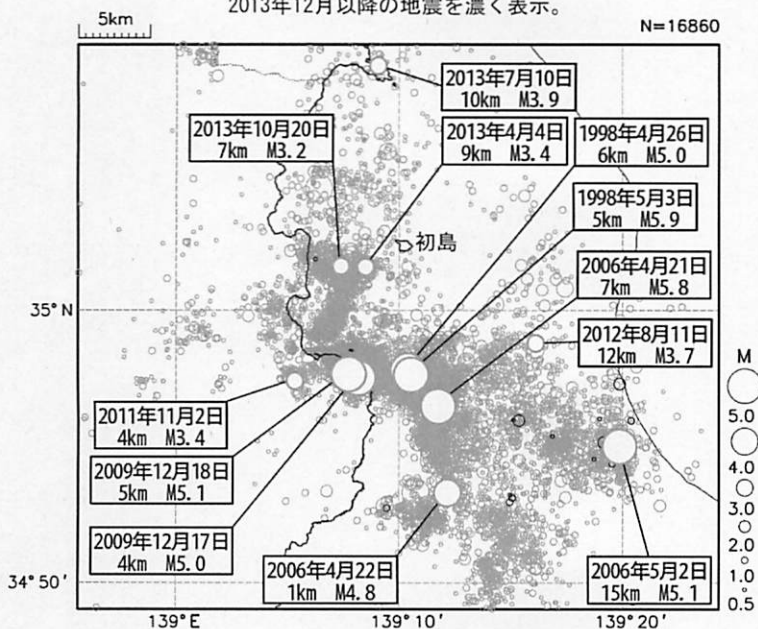 2013年12月以降の地震を濃く表示。
5km
N=16860
2013年7月10日
10km M3.9
2013年10月20日
7km M3.2
2013年4月4日
9km M3.4
1998年4月26日
6km M5.0
1998年5月3日
5km M5.9
初島
2006年4月21日
7km M5.8
35°N
2012年8月11日
12km M3.7
M
5.0
4.0
3.0
2.0
1.0
0.5
2011年11月2日
4km M3.4
2009年12月18日
5km M5.1
2009年12月17日
4km M5.0
2006年4月22日
1km M4.8
2006年5月2日
15km M5.1
34°50'
139°E
139°10'
139°20'